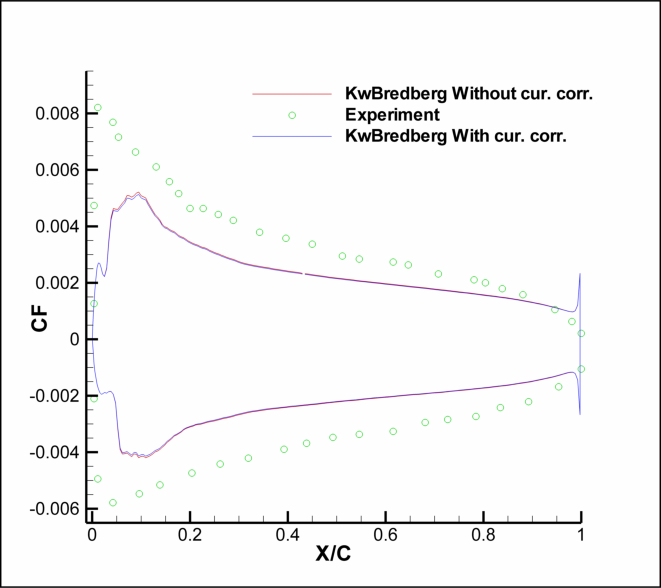 KwBredberg Without cur. corr.
Experiment
KwBredberg With cur. corr.
0.008
0.006
0.004
0.002
0
-0.002
-0.004
-0.006
CF
0 0.2 0.4 0.6 0.8 1
X/C